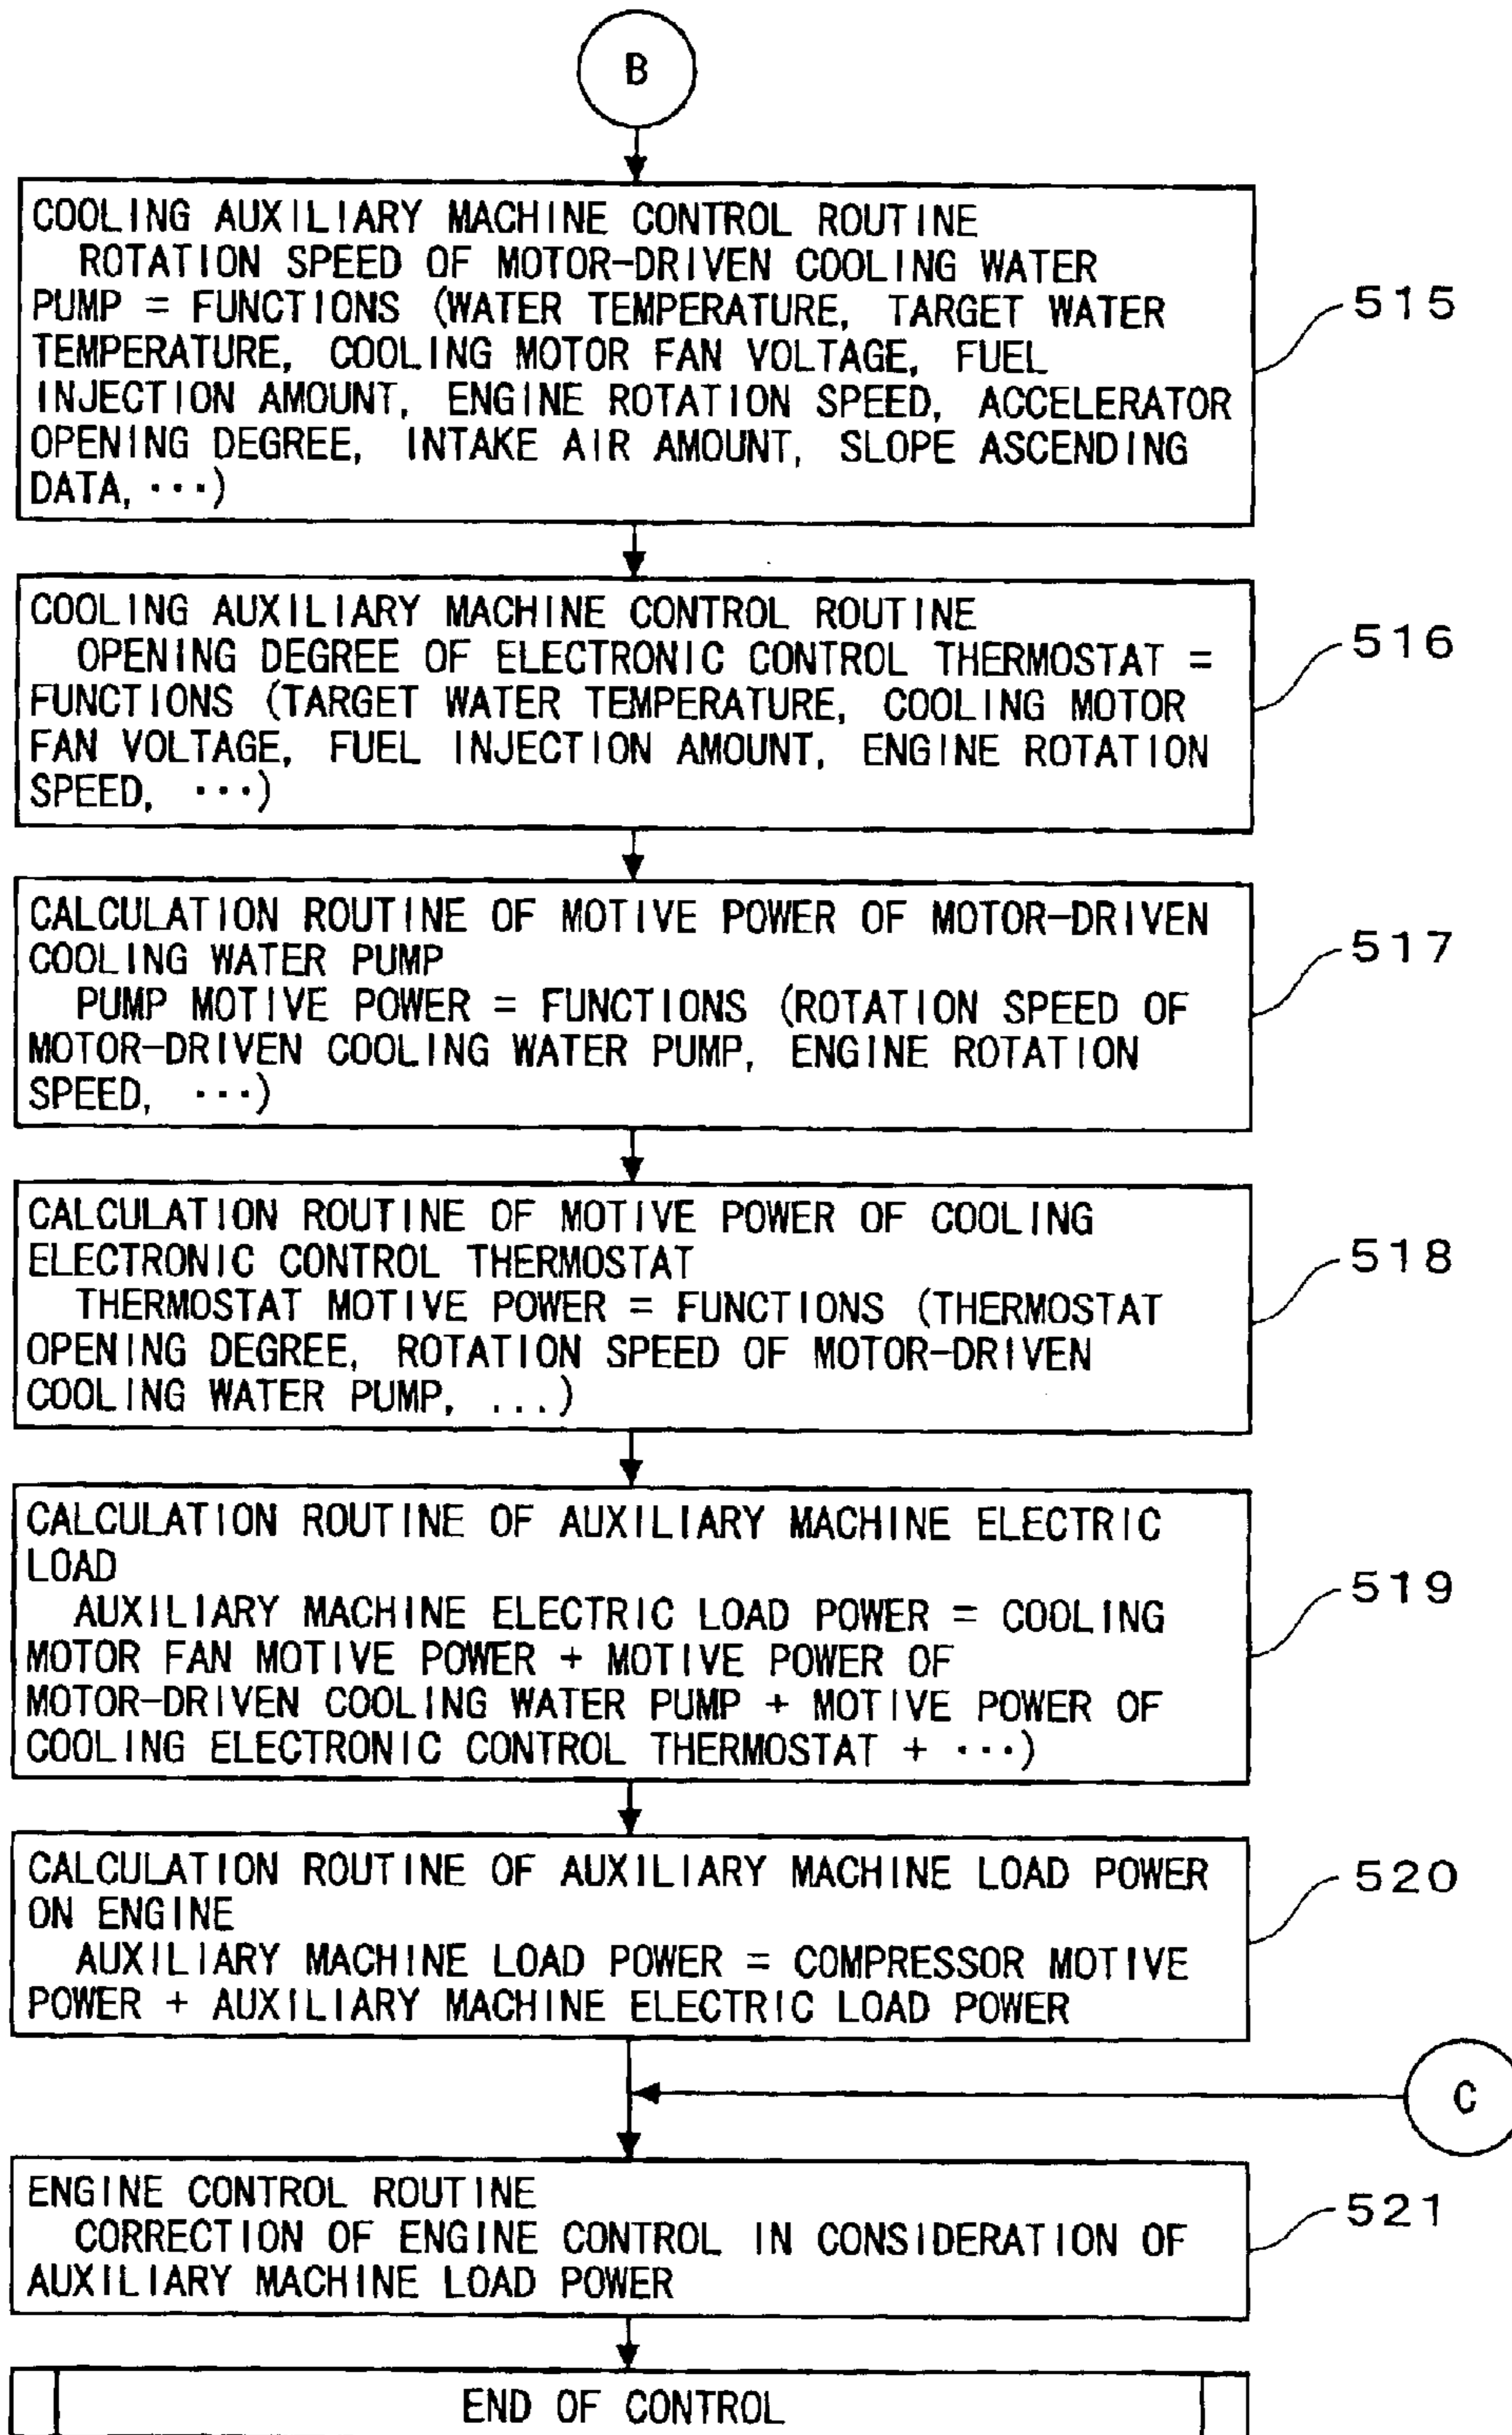 B
COOLING AUXILIARY MACHINE CONTROL ROUTINE
ROTATION SPEED OF MOTOR-DRIVEN COOLING WATER
PUMP = FUNCTIONS (WATER TEMPERATURE, TARGET WATER
TEMPERATURE, COOLING MOTOR FAN VOLTAGE, FUEL
INJECTION AMOUNT, ENGINE ROTATION SPEED, ACCELERATOR
OPENING DEGREE, INTAKE AIR AMOUNT, SLOPE ASCENDING
DATA, ···)
515
COOLING AUXILIARY MACHINE CONTROL ROUTINE
OPENING DEGREE OF ELECTRONIC CONTROL THERMOSTAT =
FUNCTIONS (TARGET WATER TEMPERATURE, COOLING MOTOR
FAN VOLTAGE, FUEL INJECTION AMOUNT, ENGINE ROTATION
SPEED, ···)
516
CALCULATION ROUTINE OF MOTIVE POWER OF MOTOR-DRIVEN
COOLING WATER PUMP
PUMP MOTIVE POWER = FUNCTIONS (ROTATION SPEED OF
MOTOR-DRIVEN COOLING WATER PUMP, ENGINE ROTATION
SPEED, ···)
517
CALCULATION ROUTINE OF MOTIVE POWER OF COOLING
ELECTRONIC CONTROL THERMOSTAT
THERMOSTAT MOTIVE POWER = FUNCTIONS (THERMOSTAT
OPENING DEGREE, ROTATION SPEED OF MOTOR-DRIVEN
COOLING WATER PUMP, ...)
518
CALCULATION ROUTINE OF AUXILIARY MACHINE ELECTRIC
LOAD
AUXILIARY MACHINE ELECTRIC LOAD POWER = COOLING
MOTOR FAN MOTIVE POWER + MOTIVE POWER OF
MOTOR-DRIVEN COOLING WATER PUMP + MOTIVE POWER OF
COOLING ELECTRONIC CONTROL THERMOSTAT + ···)
519
CALCULATION ROUTINE OF AUXILIARY MACHINE LOAD POWER
ON ENGINE
AUXILIARY MACHINE LOAD POWER = COMPRESSOR MOTIVE
POWER + AUXILIARY MACHINE ELECTRIC LOAD POWER
520
C
ENGINE CONTROL ROUTINE
CORRECTION OF ENGINE CONTROL IN CONSIDERATION OF
AUXILIARY MACHINE LOAD POWER
521
END OF CONTROL